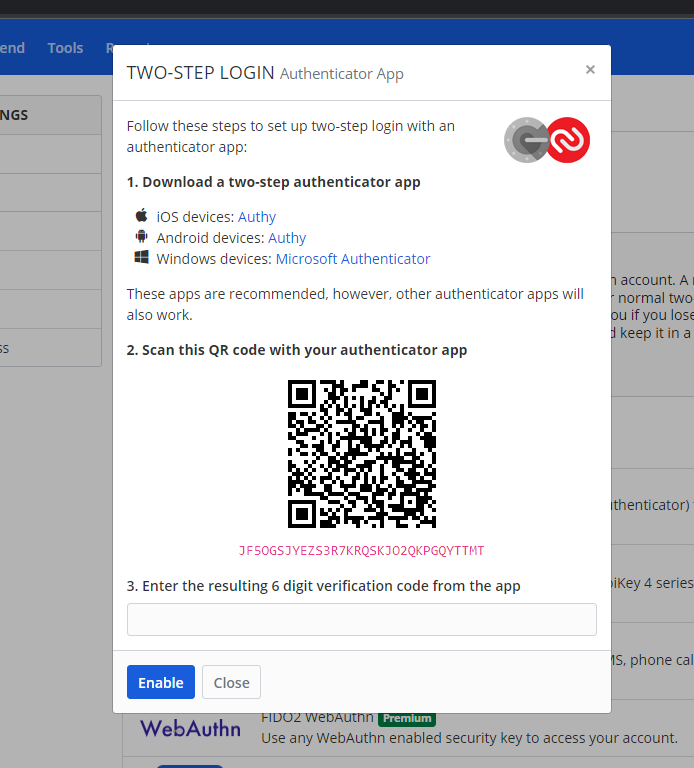 end Tools
TWO-STEP LOGIN Authenticator App ×
NGS
Follow these steps to set up two-step login with an
authenticator app:
1. Download a two-step authenticator app
iOS devices: Authy
Android devices: Authy
Windows devices: Microsoft Authenticator
n account. A
These apps are recommended, however, other authenticator apps will
normal two-
also work.
ou if you lose
d keep it in a
ss
2. Scan this QR code with your authenticator app
uthenticator)
JF5OGSJYEZS3R7KRQSKJO2QKPGQYTTMT
3. Enter the resulting 6 digit verification code from the app
biKey 4 series
MS, phone cal
Enable Close
WebAuthn
FIDO2 WebAuthn Premium
Use any WebAuthn enabled security key to access your account.